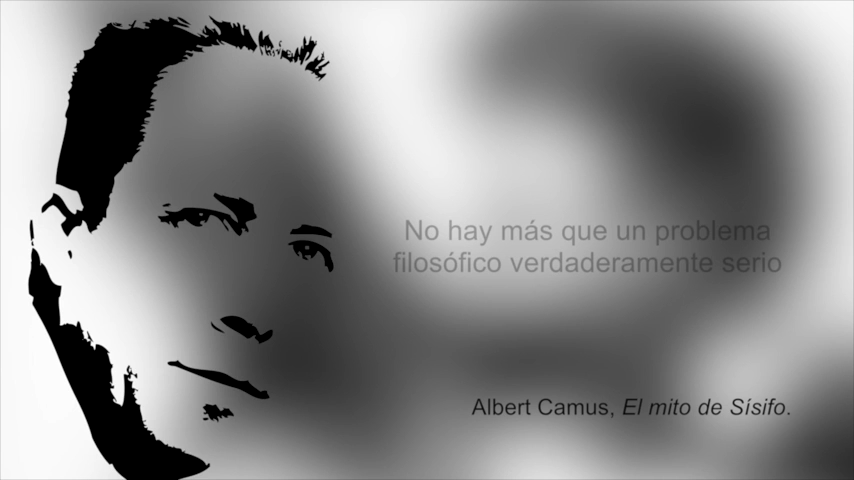 No hay más que un problema
filosófico verdaderamente serio
Albert Camus, El mito de Sísifo.